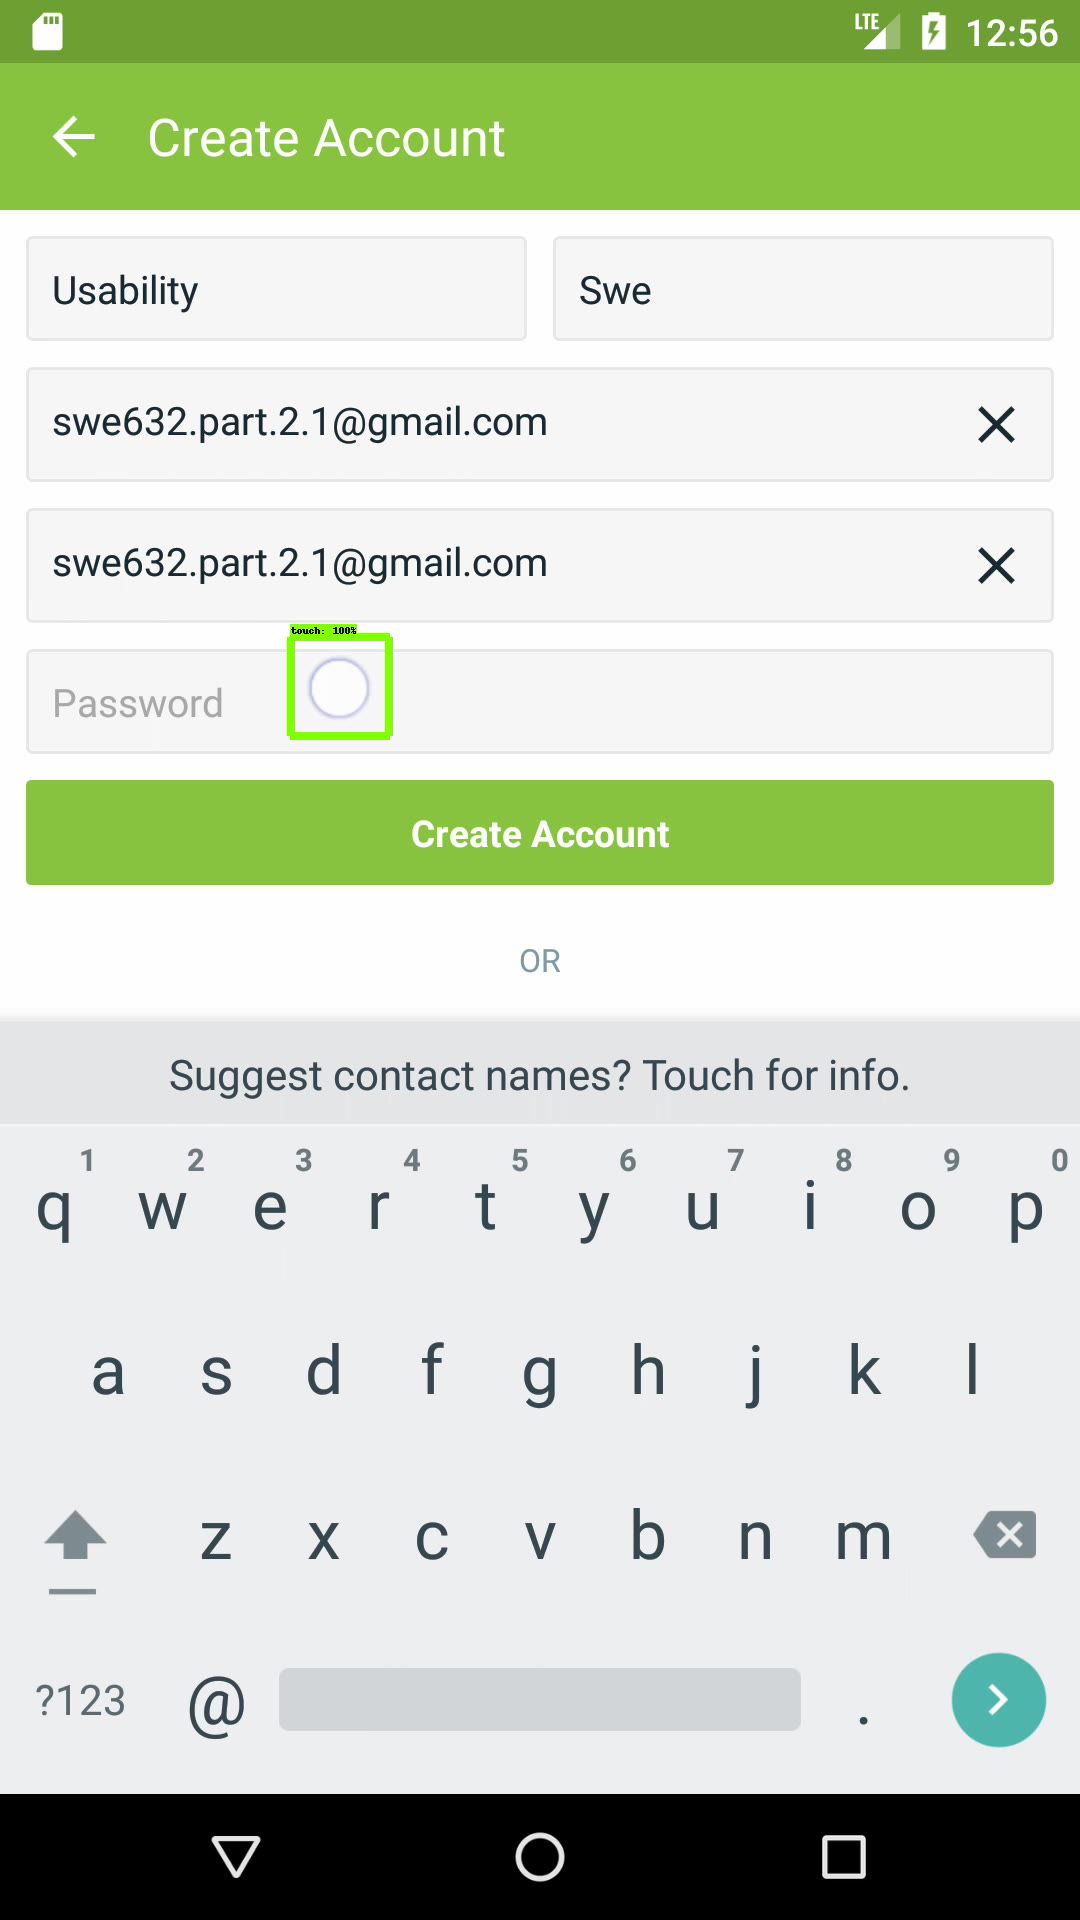 LTE 12:56
Create Account
Usability Swe
swe632.part.2.1@gmail.com
swe632.part.2.1@gmail.com
touch: 100%
Password
Create Account
OR
Suggest contact names? Touch for info.
1 2 3 4 5 6 7 8 9 0
q w e r t y u i o p
a s d f g h j k l
z x c v b n m
?123 @ .